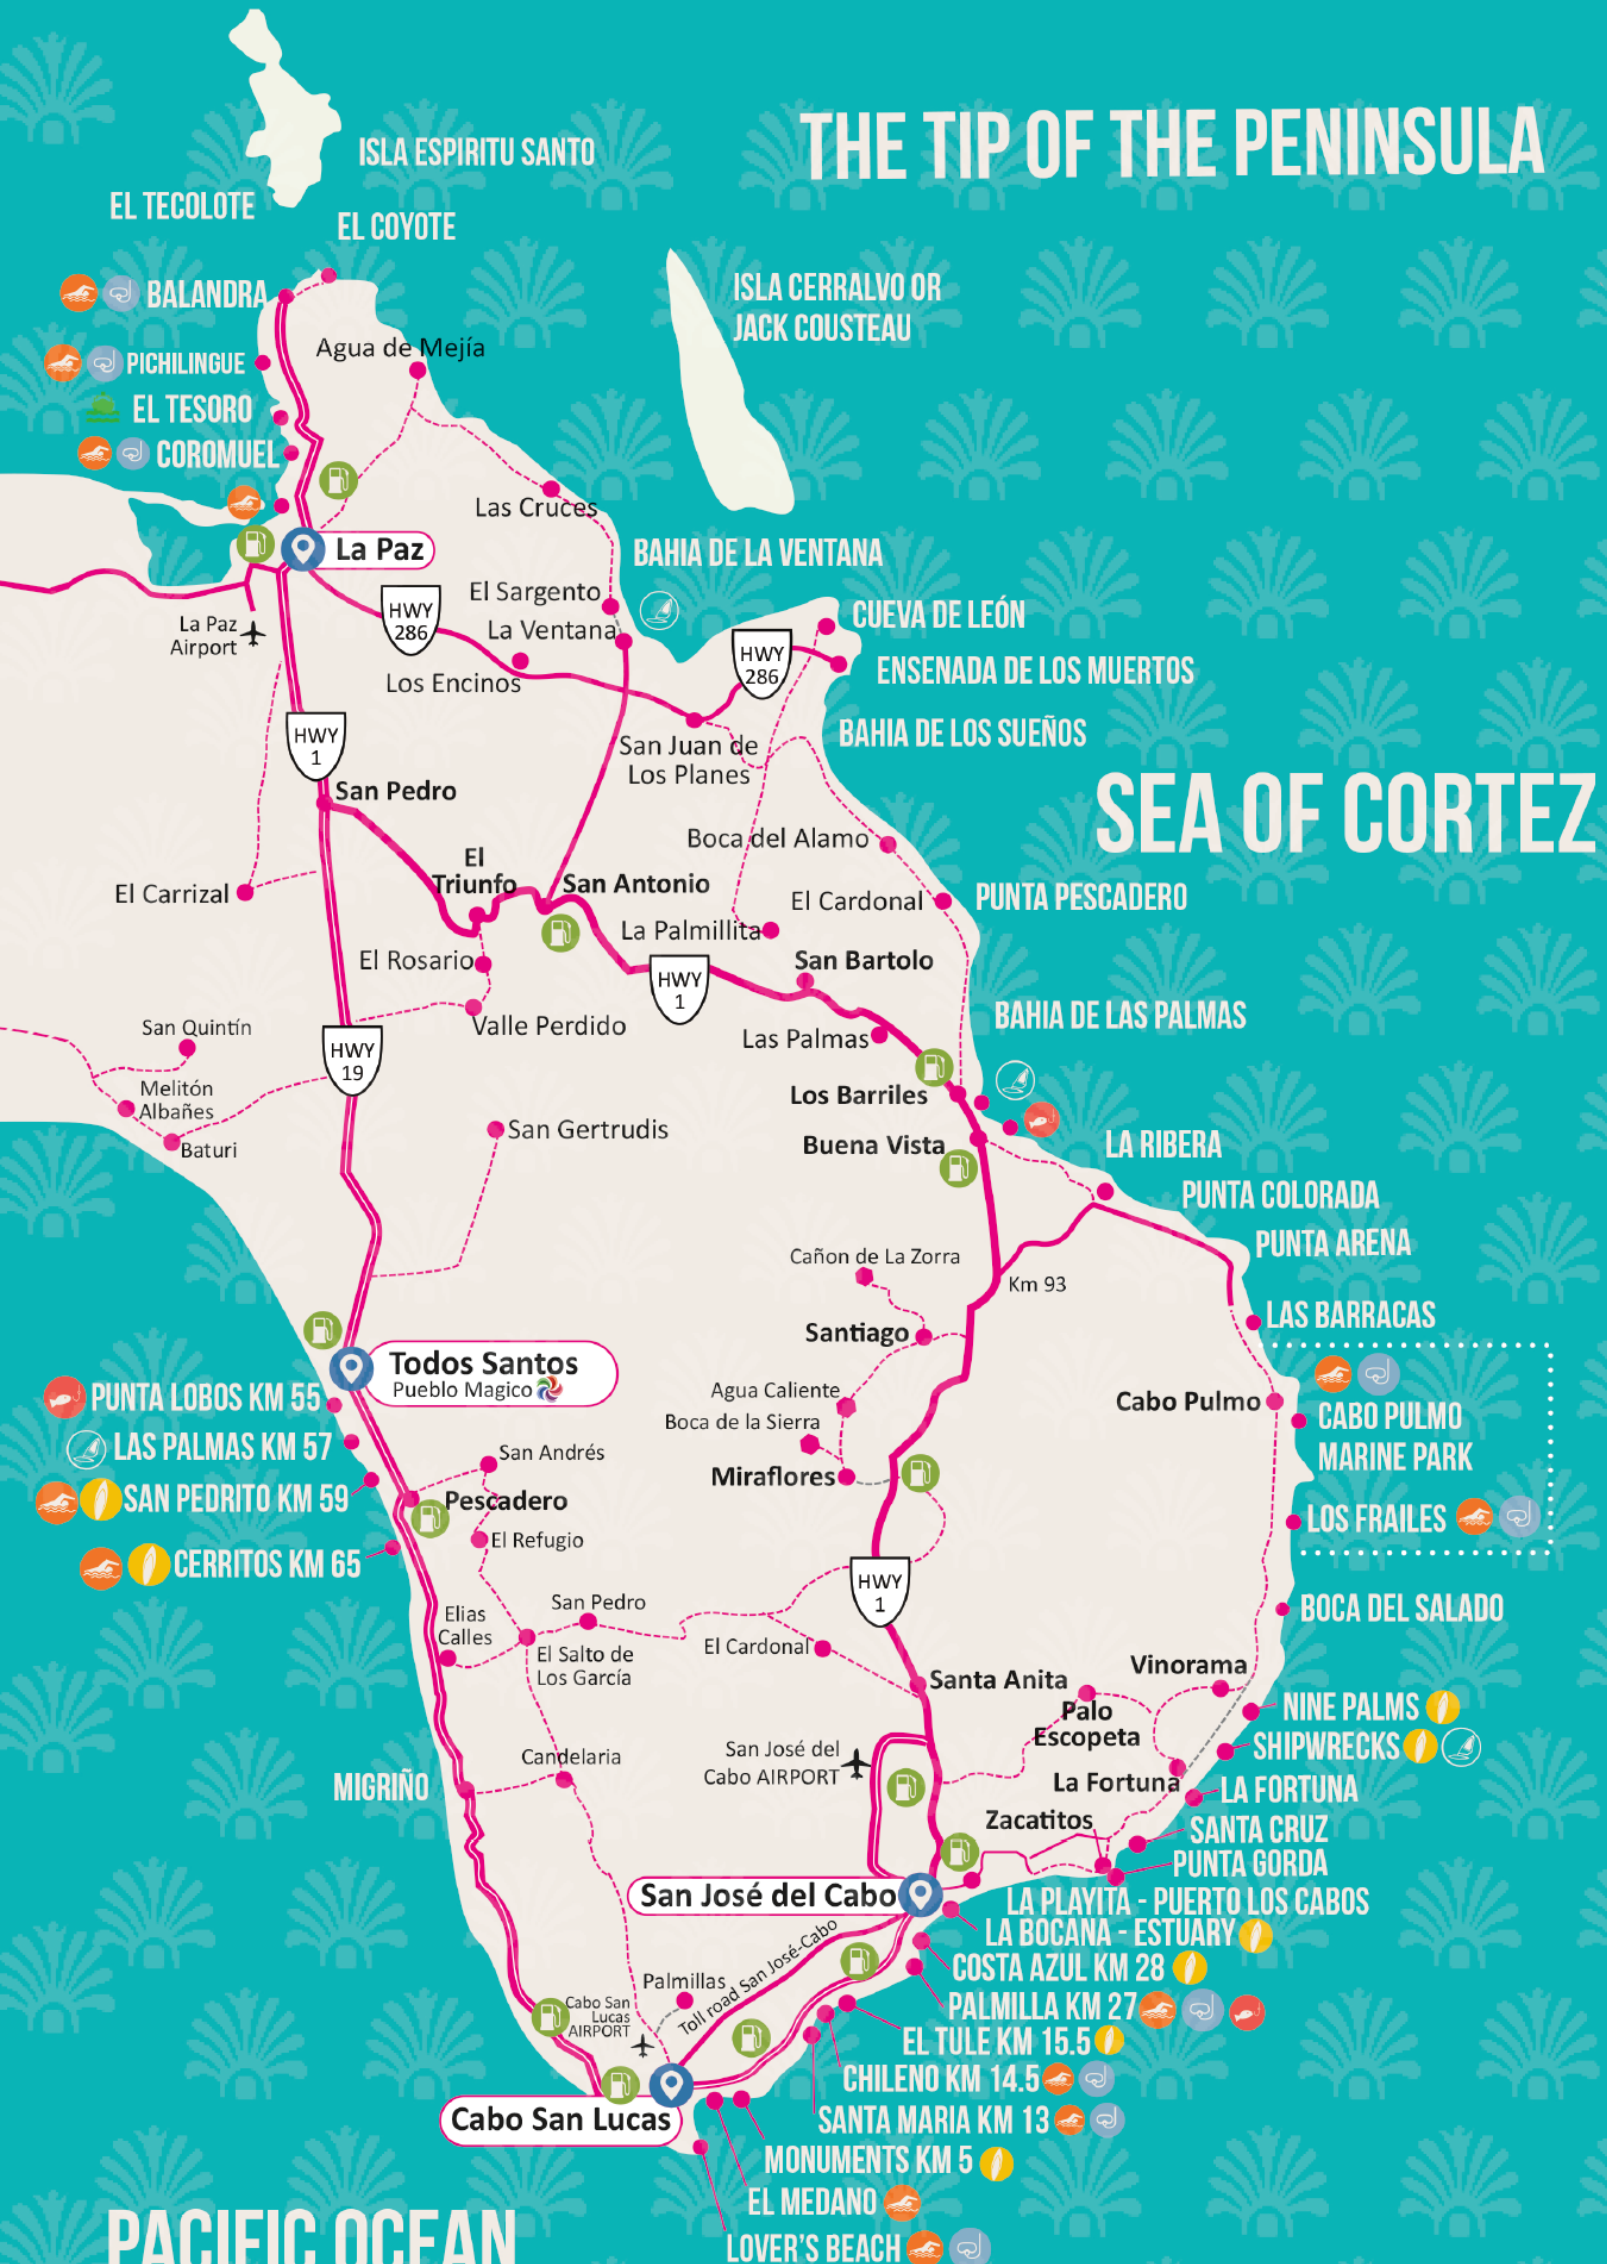 THE TIP OF THE PENINSULA
ISLA ESPIRITU SANTO
EL TECOLOTE
EL COYOTE
ISLA CERRALVO OR
JACK COUSTEAU
BALANDRA
Agua de Mejía
PICHILINGUE
EL TESORO
COROMUEL
Las Cruces
La Paz
BAHIA DE LA VENTANA
El Sargento
HWY
286
CUEVA DE LEÓN
La Paz
Airport
La Ventana
HWY
286
ENSENADA DE LOS MUERTOS
Los Encinos
HWY
1
San Juan de
Los Planes
BAHIA DE LOS SUEÑOS
San Pedro
SEA OF CORTEZ
Boca del Alamo
El
Triunfo
San Antonio
El Carrizal
El Cardonal
PUNTA PESCADERO
La Palmillita
El Rosario
San Bartolo
HWY
1
San Quintín
Valle Perdido
BAHIA DE LAS PALMAS
Las Palmas
HWY
19
Melitón
Albañes
Los Barriles
San Gertrudis
Baturi
Buena Vista
LA RIBERA
PUNTA COLORADA
PUNTA ARENA
Cañon de La Zorra
Km 93
LAS BARRACAS
Santiago
Todos Santos
Pueblo Magico
PUNTA LOBOS KM 55
Agua Caliente
Cabo Pulmo
CABO PULMO
MARINE PARK
Boca de la Sierra
LAS PALMAS KM 57
San Andrés
Miraflores
SAN PEDRITO KM 59
Pescadero
LOS FRAILES
El Refugio
CERRITOS KM 65
HWY
1
San Pedro
BOCA DEL SALADO
Elias
Calles
El Cardonal
El Salto de
Los García
Santa Anita
Vinorama
Palo
Escopeta
NINE PALMS
San José del
Cabo AIRPORT
SHIPWRECKS
Candelaria
MIGRIÑO
La Fortuna
LA FORTUNA
Zacatitos
SANTA CRUZ
PUNTA GORDA
San José del Cabo
LA PLAYITA - PUERTO LOS CABOS
LA BOCANA - ESTUARY
Toll road San José-Cabo
COSTA AZUL KM 28
Palmillas
Cabo San
Lucas
AIRPORT
PALMILLA KM 27
EL TULE KM 15.5
CHILENO KM 14.5
Cabo San Lucas
SANTA MARIA KM 13
MONUMENTS KM 5
EL MEDANO
LOVER'S BEACH
PACIFIC OCEAN